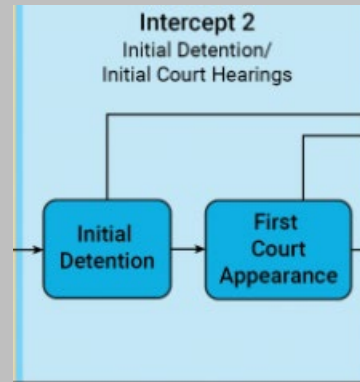 Intercept 2
Initial Detention/
Initial Court Hearings
Initial
Detention
First
Court
Appearance